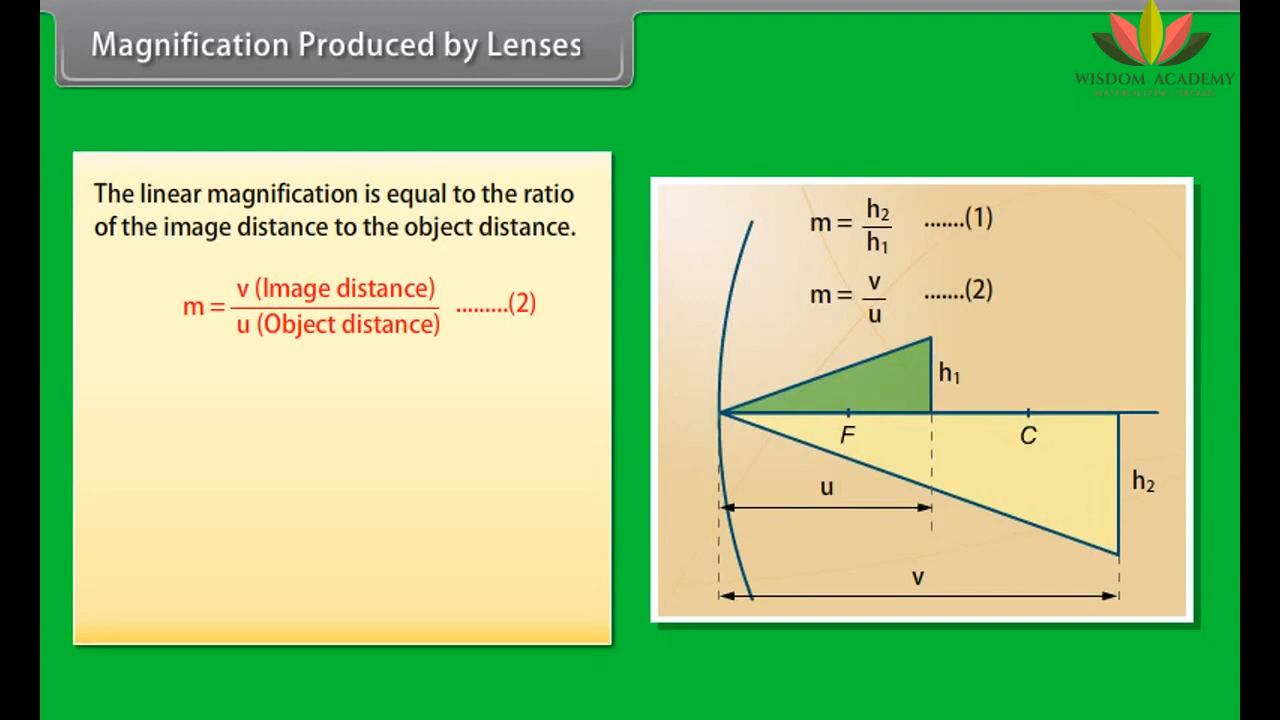 Magnification Produced by Lenses
WISDOM ACADEMY
The linear magnification is equal to the ratio
of the image distance to the object distance.
m = v (Image distance) / u (Object distance) .........(2)
m = h₂ / h₁ .......(1)
m = v / u .......(2)
h₁
F
C
u
h₂
v